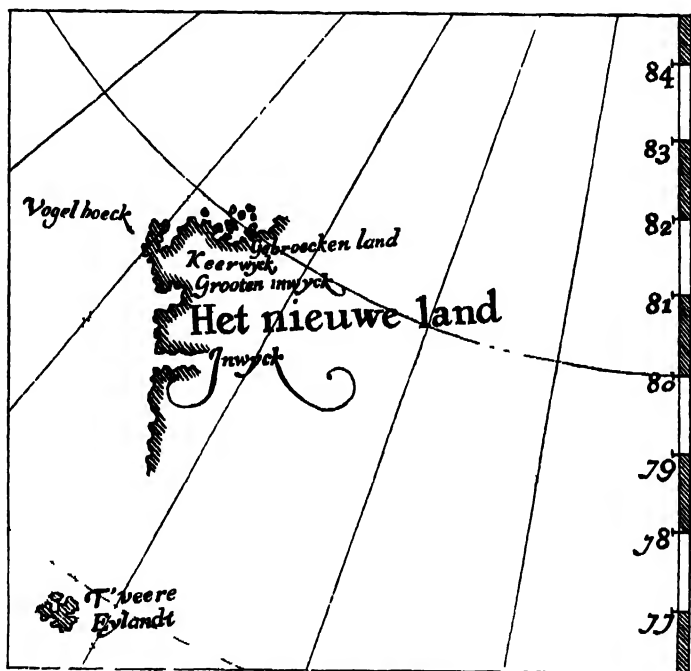 84
83
82
Vogel hoeck
Gebroecken land
Keerwyck
Grooten inwyck
81
Het nieuwe land
Inwyck
80
79
78
T'veere
Eylandt
77